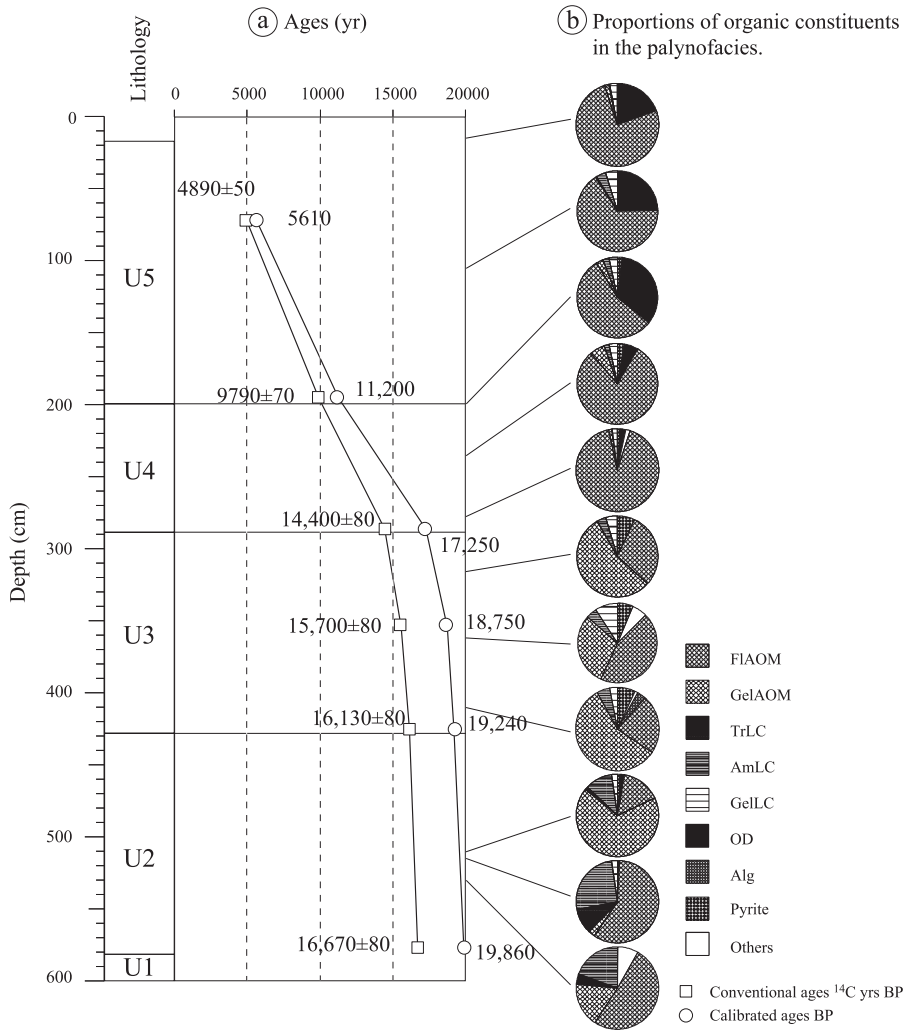 a Ages (yr)
b Proportions of organic constituents
in the palynofacies.
Lithology
0 5000 10000 15000 20000
0
4890±50
5610
100
U5
9790±70
11,200
200
U4
14,400±80
17,250
300
Depth (cm)
U3
15,700±80
18,750
FlAOM
GelAOM
400
16,130±80
19,240
TrLC
AmLC
GelLC
500
OD
U2
Alg
Pyrite
16,670±80
19,860
Others
U1
600
Conventional ages 14C yrs BP
Calibrated ages BP